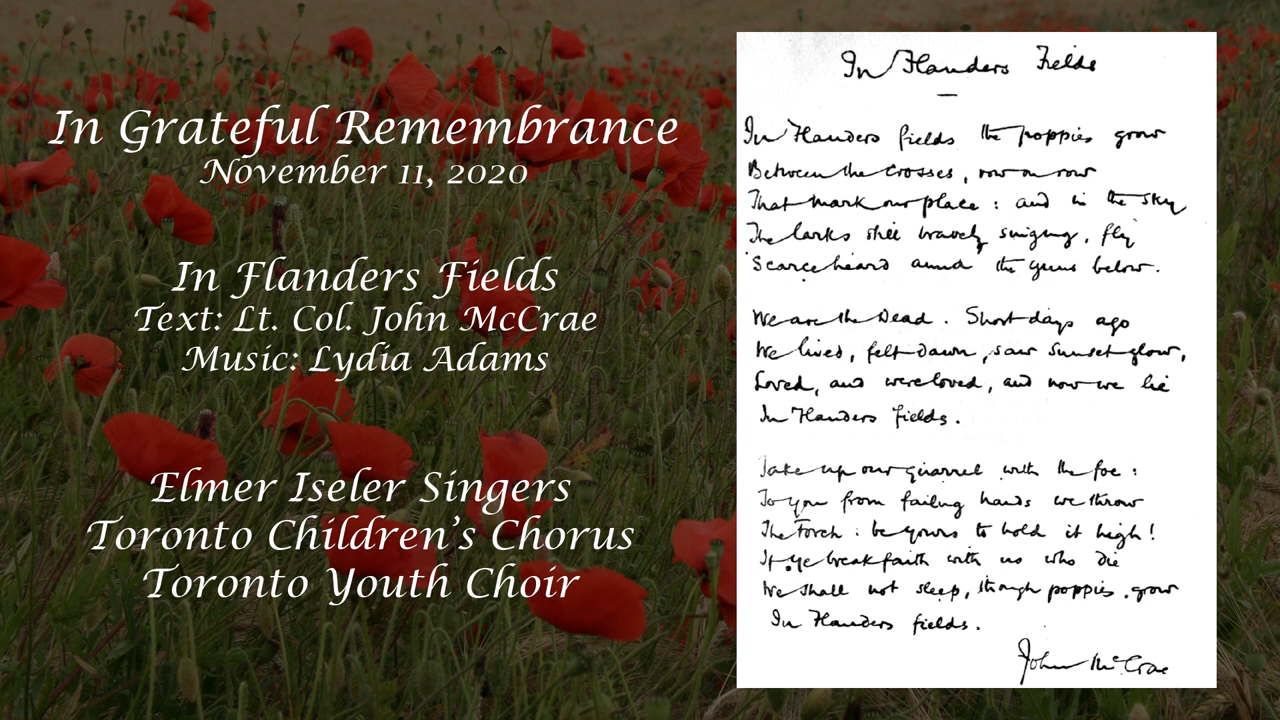 In Grateful Remembrance
November 11, 2020
In Flanders Fields
Text: Lt. Col. John McCrae
Music: Lydia Adams
Elmer Iseler Singers
Toronto Children's Chorus
Toronto Youth Choir
In Flanders Fields
In Flanders fields the poppies grow
Between the crosses, row on row
That mark our place : and in the sky
The larks still bravely singing, fly
Scarce heard amid the guns below.
We are the Dead. Short days ago
We lived, felt dawn, saw sunset glow,
Loved, and were loved, and now we lie
In Flanders fields.
Take up our quarrel with the foe :
To you from failing hands we throw
The torch : be yours to hold it high!
If ye break faith with us who die
We shall not sleep, though poppies grow
In Flanders fields.
John McCrae